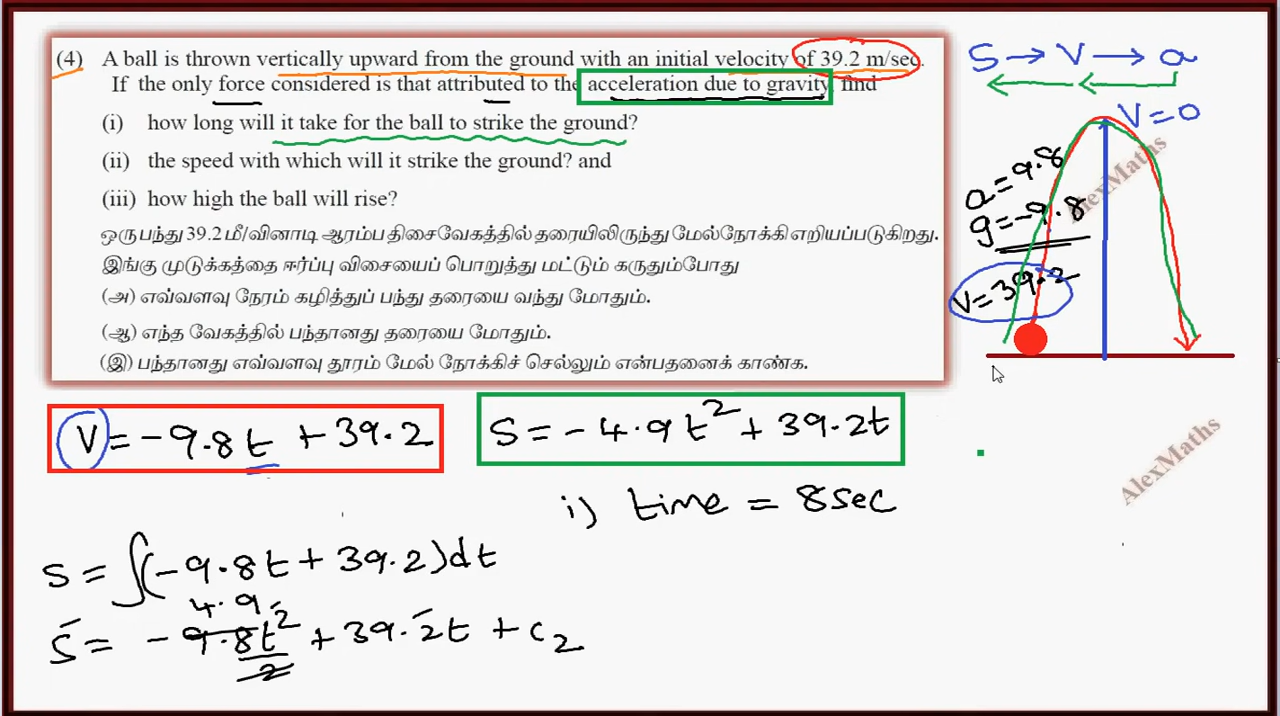 (4) A ball is thrown vertically upward from the ground with an initial velocity of 39.2 m/sec.
If the only force considered is that attributed to the acceleration due to gravity, find
(i) how long will it take for the ball to strike the ground?
(ii) the speed with which will it strike the ground? and
(iii) how high the ball will rise?
ஒரு பந்து 39.2 மீ/வினாடி ஆரம்ப திசைவேகத்தில் தரையிலிருந்து மேல்நோக்கி எறியப்படுகிறது.
இங்கு முடுக்கத்தை ஈர்ப்பு விசையைப் பொறுத்து மட்டும் கருதும்போது
(அ) எவ்வளவு நேரம் கழித்துப் பந்து தரையை வந்து மோதும்.
(ஆ) எந்த வேகத்தில் பந்தானது தரையை மோதும்.
(இ) பந்தானது எவ்வளவு தூரம் மேல் நோக்கிச் செல்லும் என்பதனைக் காண்க.
S → V → a
V=0
a=9.8
g=-9.8
V=39.2
AlexMaths
V = -9.8t + 39.2
S = -4.9t² + 39.2t
AlexMaths
i) time = 8sec
S = ∫(-9.8t + 39.2)dt
4.9
S = -9.8t²/2 + 39.2t + c₂